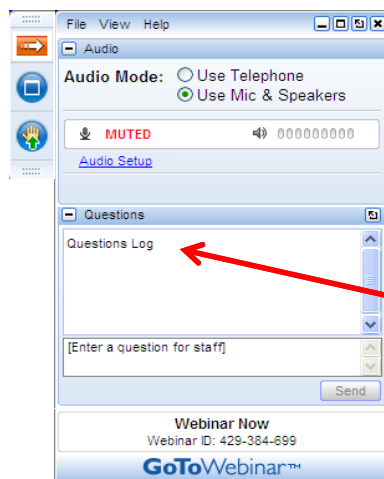 File View Help
Audio
Audio Mode: Use Telephone
Use Mic & Speakers
MUTED 000000000
Audio Setup
Questions
Questions Log
[Enter a question for staff]
Send
Webinar Now
Webinar ID: 429-384-699
GoToWebinar™